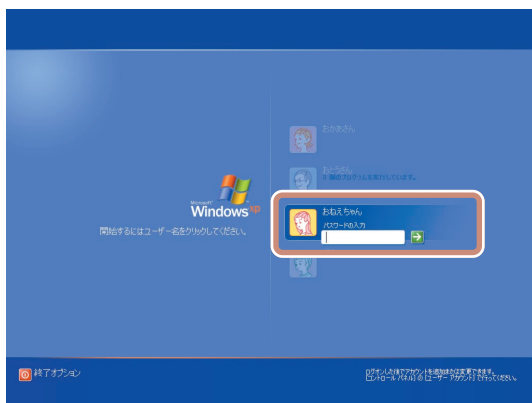 おかあさん
おとうさん
個のプログラムを実行しています。
Microsoft
Windows xp
開始するにはユーザー名をクリックしてください。
おねえちゃん
パスワードの入力
終了オプション
ログオンした後でアカウントを追加または変更できます。
[コントロール パネル] の [ユーザー アカウント] で行ってください。